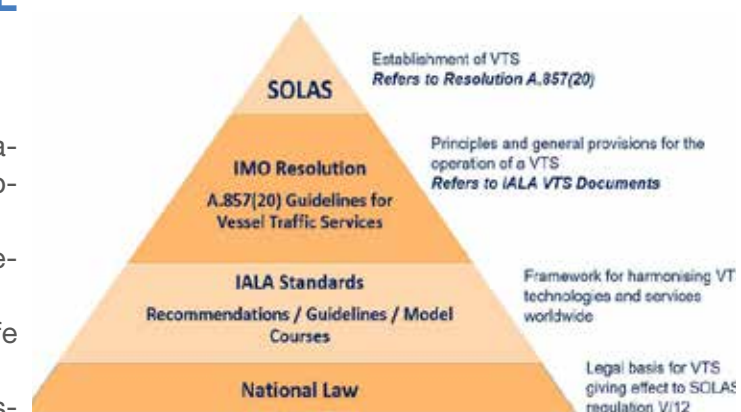 SOLAS
Establishment of VTS
Refers to Resolution A.857(20)
IMO Resolution
A.857(20) Guidelines for
Vessel Traffic Services
Principles and general provisions for the
operation of a VTS
Refers to IALA VTS Documents
IALA Standards
Recommendations / Guidelines / Model
Courses
Framework for harmonising VT
technologies and services
worldwide
National Law
Legal basis for VTS
giving effect to SOLAS
regulation V/12